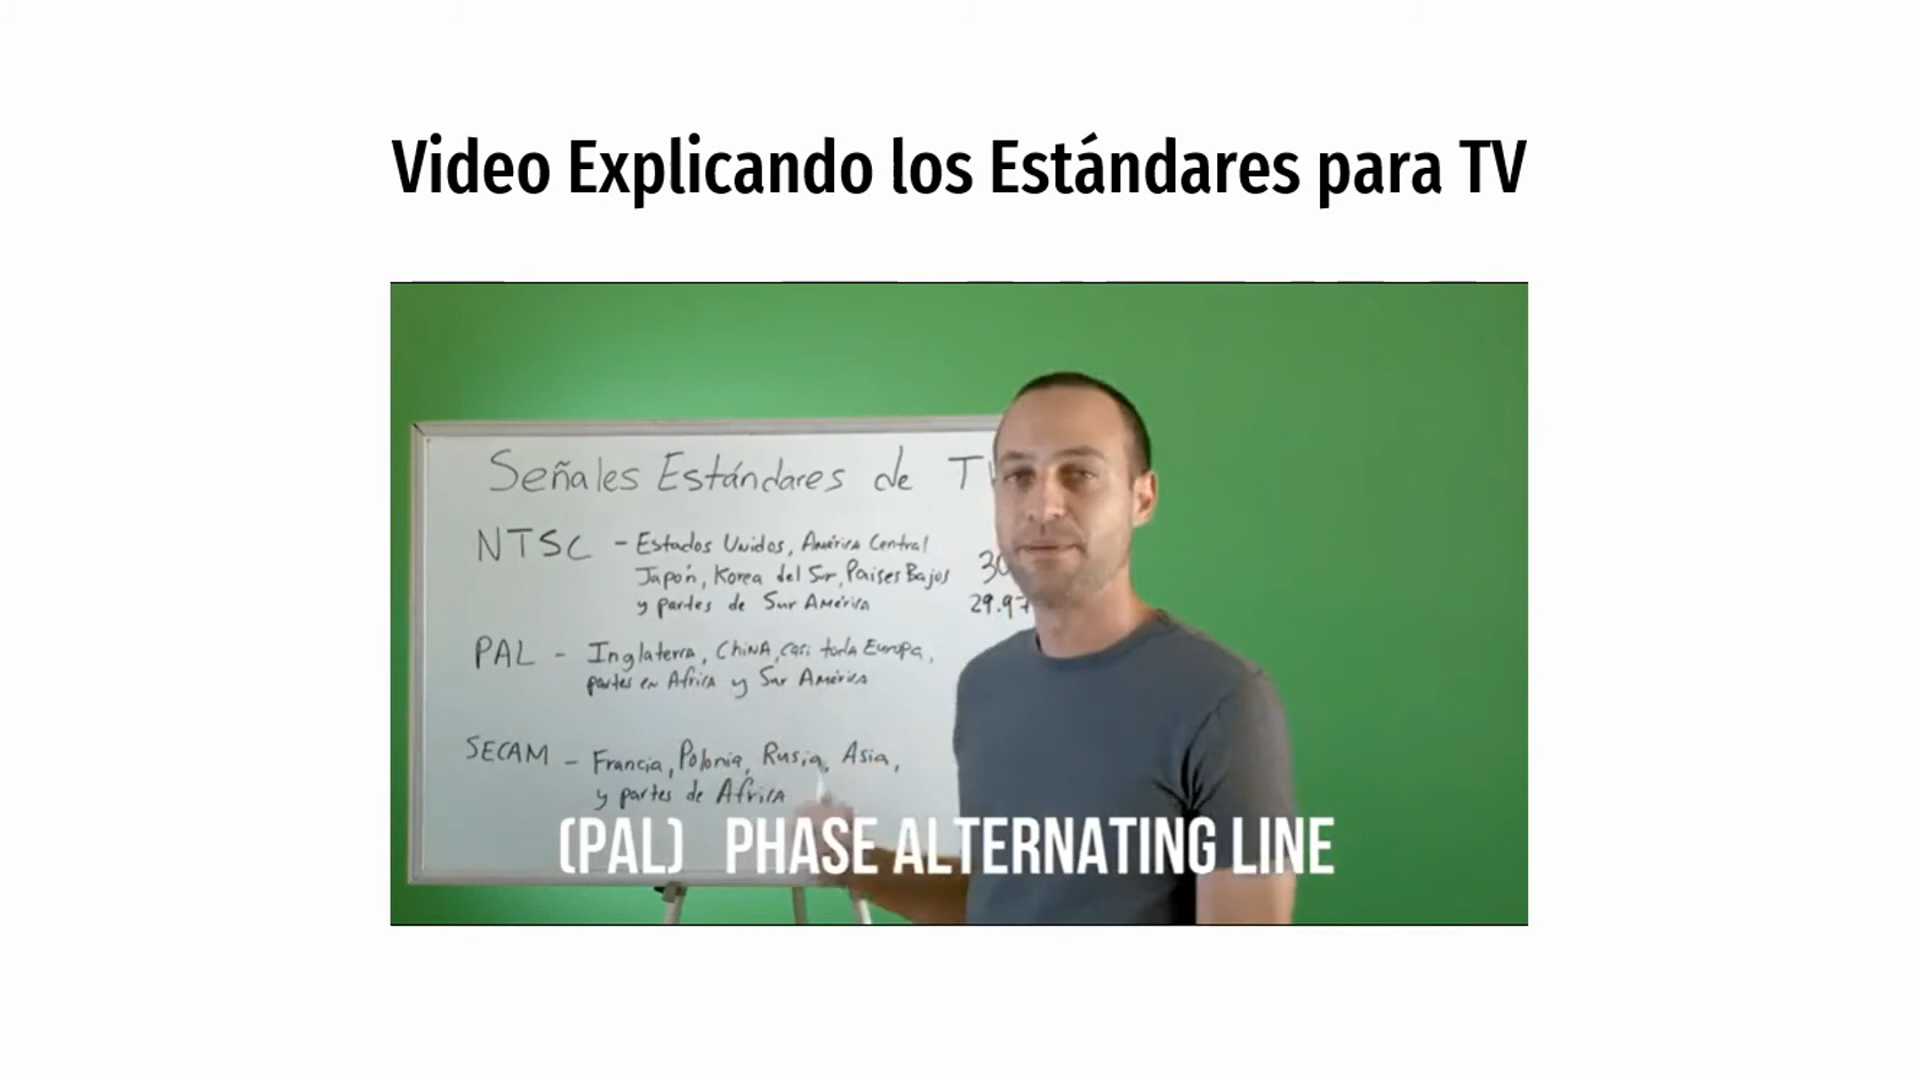 Video Explicando los Estándares para TV
Señales Estándares de
NTSC - Estados Unidos, América Central
Japón, Korea del Sur, Paises Bajos
y partes de Sur América
30
29.97
PAL - Inglaterra, China, casi toda Europa,
partes en Africa y Sur América
SECAM - Francia, Polonia, Rusia, Asia,
y partes de Africa
(PAL) PHASE ALTERNATING LINE